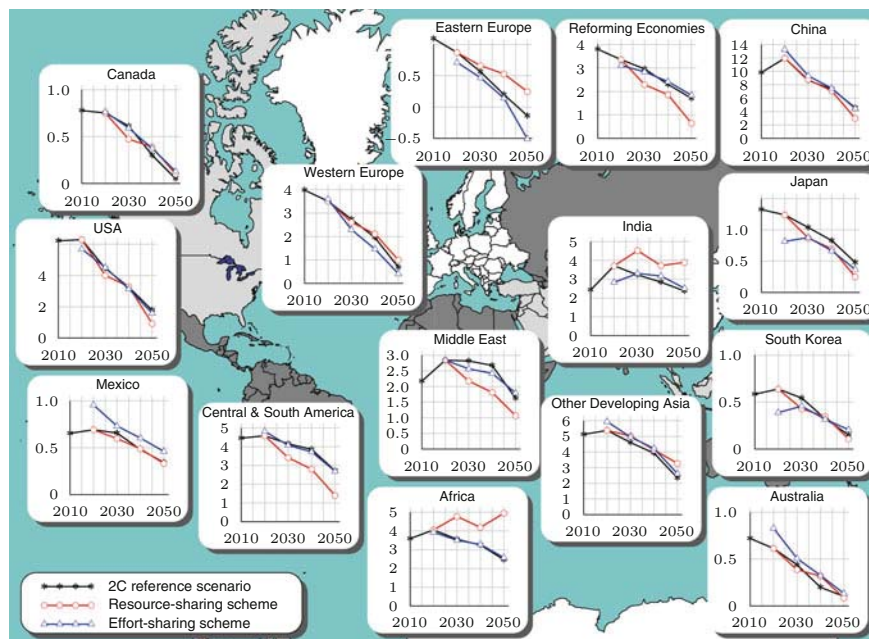 Canada
1.0
0.5
0
2010 2030 2050
USA
4
2
0
2010 2030 2050
Mexico
1.0
0.5
0
2010 2030 2050
Western Europe
4
3
2
1
0
2010 2030 2050
Central & South America
5
4
3
2
1
0
2010 2030 2050
Eastern Europe
0.5
0
0.5
2010 2030 2050
Reforming Economies
4
3
2
1
0
2010 2030 2050
China
14
12
10
8
6
4
2
0
2010 2030 2050
India
5
4
3
2
1
0
2010 2030 2050
Japan
1.0
0.5
0
2010 2030 2050
Middle East
3.0
2.5
2.0
1.5
1.0
0.5
0
2010 2030 2050
Other Developing Asia
6
5
4
3
2
1
0
2010 2030 2050
South Korea
1.0
0.5
0
2010 2030 2050
Africa
5
4
3
2
1
0
2010 2030 2050
Australia
1.0
0.5
0
2010 2030 2050
2C reference scenario
Resource-sharing scheme
Effort-sharing scheme